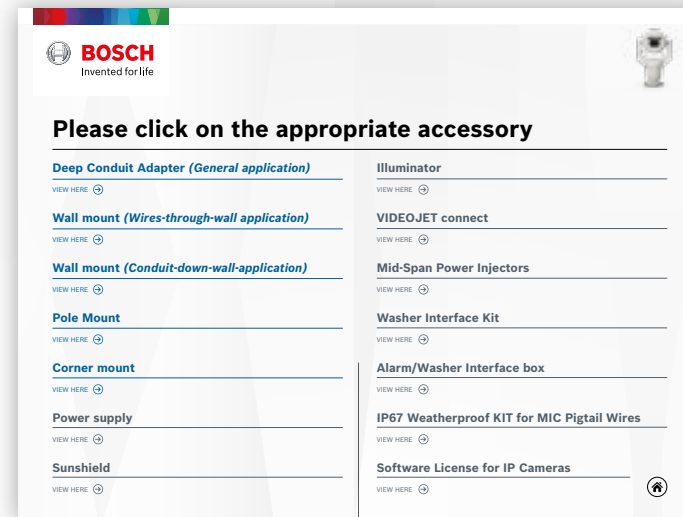 BOSCH
Invented for life
Please click on the appropriate accessory
Deep Conduit Adapter (General application)
VIEW HERE
Wall mount (Wires-through-wall application)
VIEW HERE
Wall mount (Conduit-down-wall-application)
VIEW HERE
Pole Mount
VIEW HERE
Corner mount
VIEW HERE
Power supply
VIEW HERE
Sunshield
VIEW HERE
Illuminator
VIEW HERE
VIDEOJET connect
VIEW HERE
Mid-Span Power Injectors
VIEW HERE
Washer Interface Kit
VIEW HERE
Alarm/Washer Interface box
VIEW HERE
IP67 Weatherproof KIT for MIC Pigtail Wires
VIEW HERE
Software License for IP Cameras
VIEW HERE